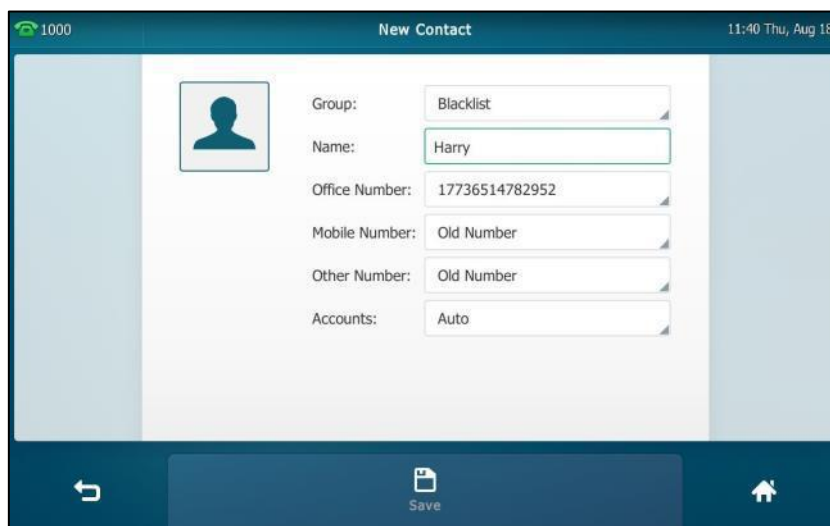 1000 New Contact 11:40 Thu, Aug 18
Group: Blacklist
Name: Harry
Office Number: 17736514782952
Mobile Number: Old Number
Other Number: Old Number
Accounts: Auto
Save